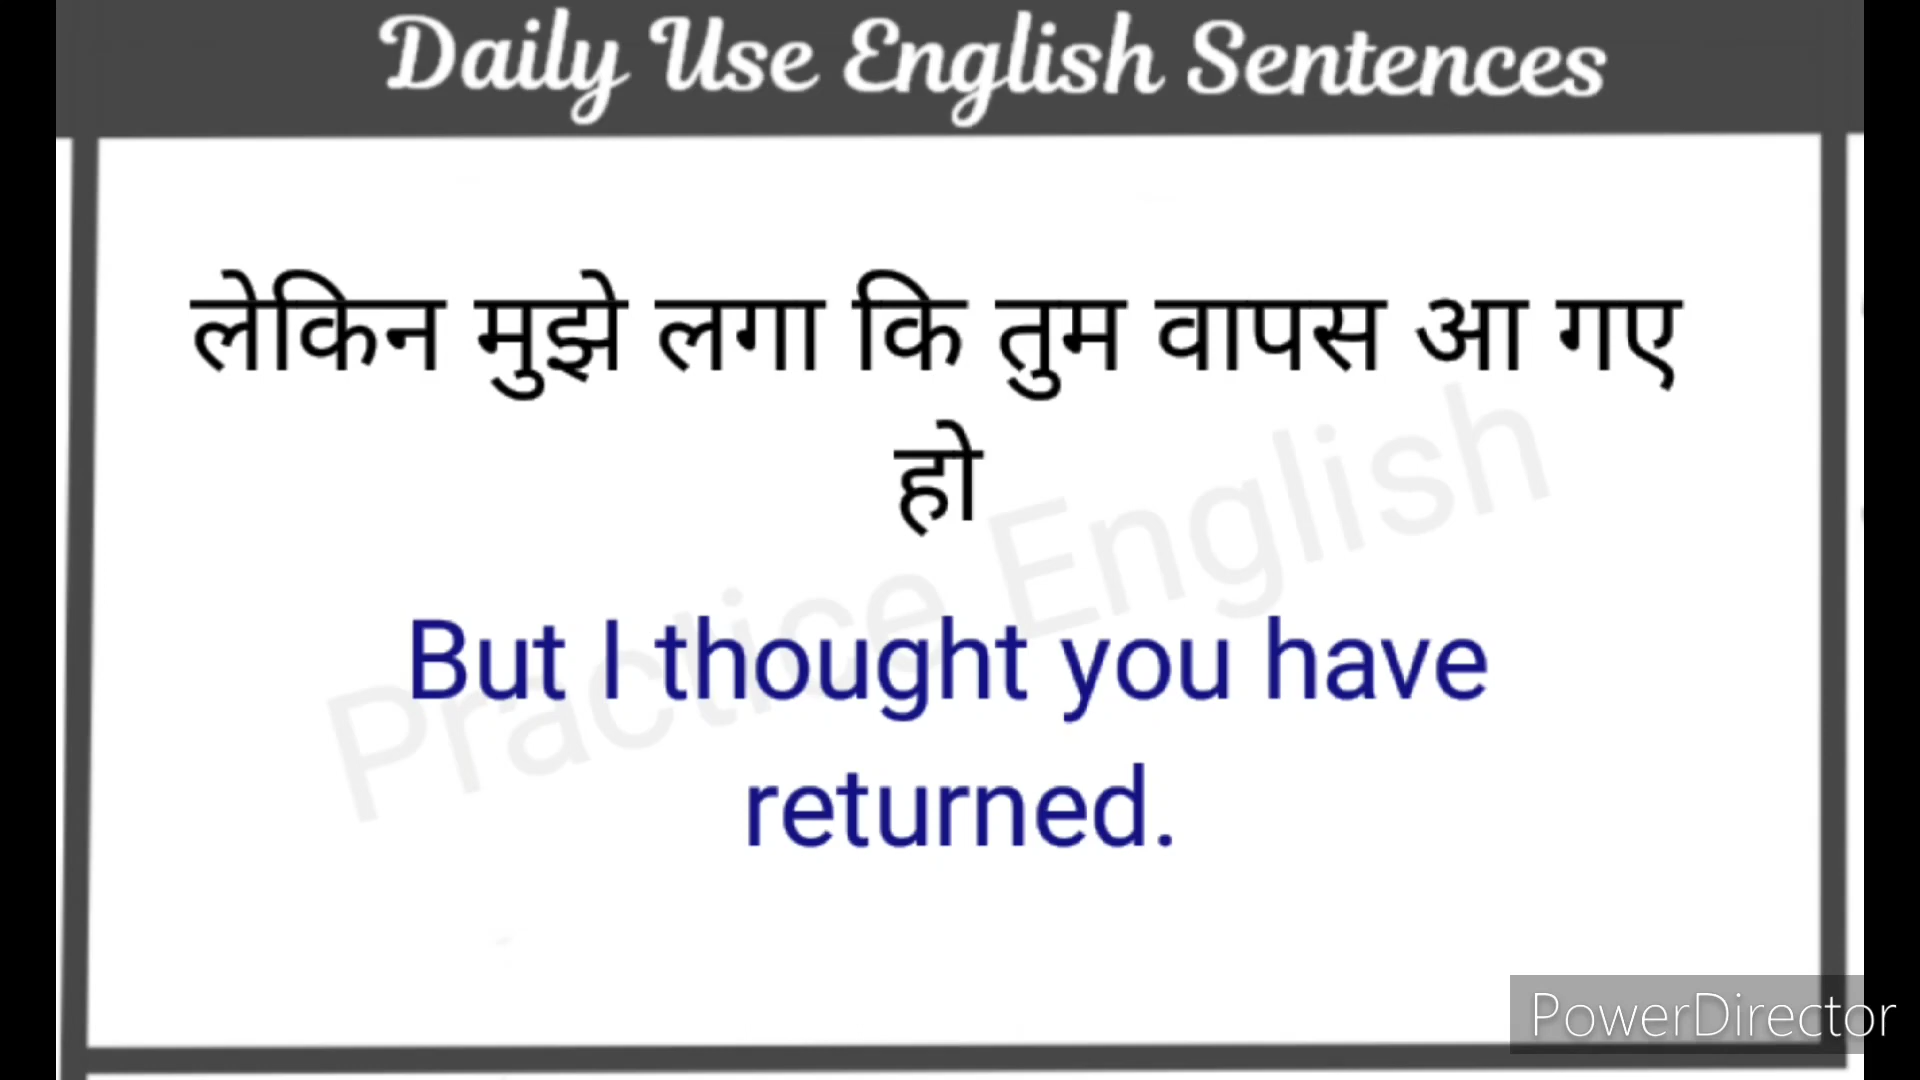 Daily Use English Sentences
लेकिन मुझे लगा कि तुम वापस आ गए
हो
Practice English
But I thought you have
returned.
PowerDirector